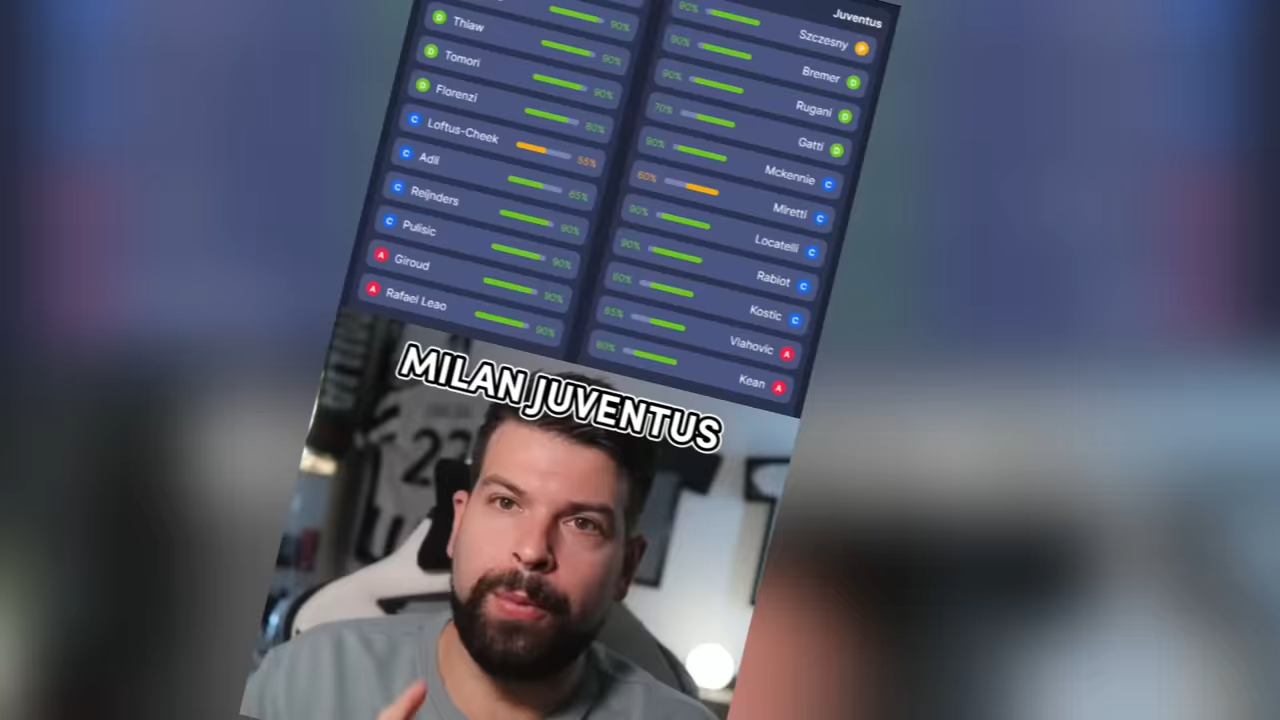 90%
D Thiaw 90%
D Tomori 90%
D Florenzi 80%
C Loftus-Cheek 55%
C Adli 65%
C Reijnders 90%
C Pulisic 90%
A Giroud 90%
A Rafael Leao 90%
Juventus
90% Szczesny P
90% Bremer D
90% Rugani D
70% Gatti D
90% Mckennie C
60% Miretti C
90% Locatelli C
90% Rabiot C
80% Kostic C
85% Vlahovic A
80% Kean A
MILAN JUVENTUS
22